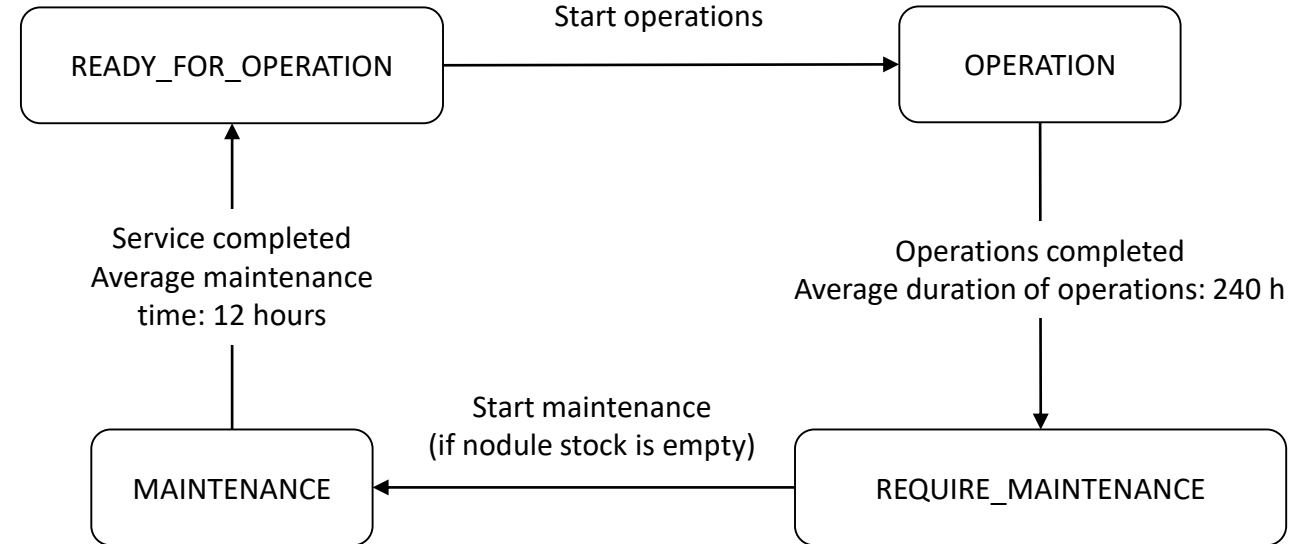 Start operations
READY_FOR_OPERATION
OPERATION
Service completed
Average maintenance
time: 12 hours
Operations completed
Average duration of operations: 240 h
Start maintenance
(if nodule stock is empty)
MAINTENANCE
REQUIRE_MAINTENANCE